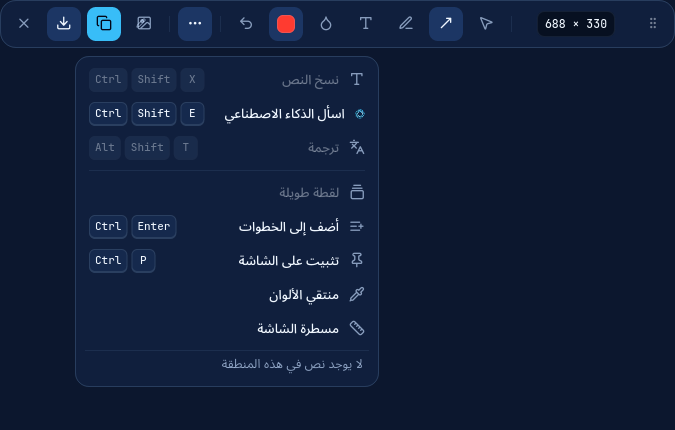 688 × 330
نسخ النص Ctrl Shift X
اسأل الذكاء الاصطناعي Ctrl Shift E
ترجمة Alt Shift T
لقطة طويلة
أضف إلى الخطوات Ctrl Enter
تثبيت على الشاشة Ctrl P
منتقي الألوان
مسطرة الشاشة
لا يوجد نص في هذه المنطقة